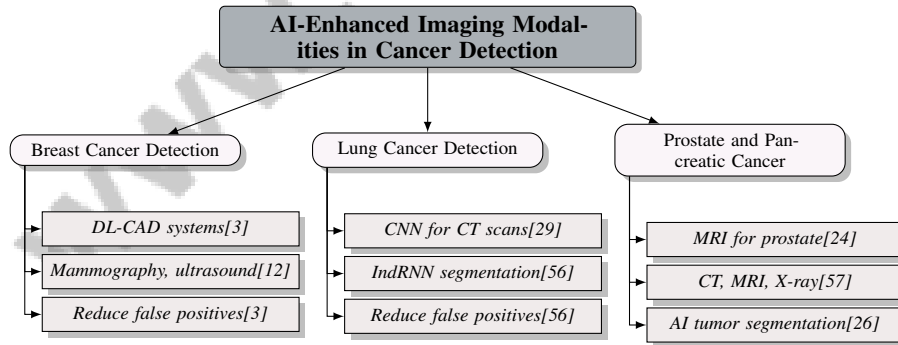 AI-Enhanced Imaging Modal-
ities in Cancer Detection
Breast Cancer Detection
DL-CAD systems[3]
Mammography, ultrasound[12]
Reduce false positives[3]
Lung Cancer Detection
CNN for CT scans[29]
IndRNN segmentation[56]
Reduce false positives[56]
Prostate and Pan-
creatic Cancer
MRI for prostate[24]
CT, MRI, X-ray[57]
AI tumor segmentation[26]